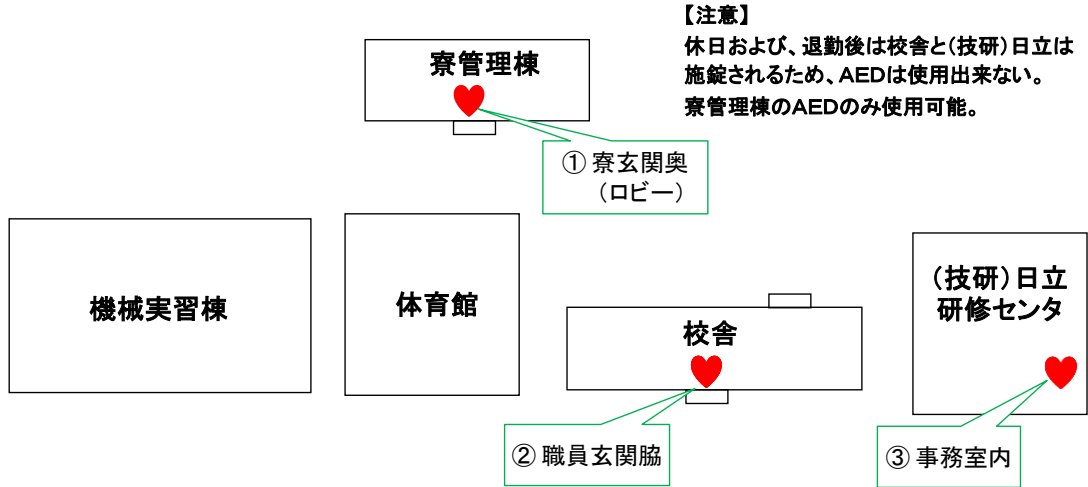 【注意】
休日および、退勤後は校舎と(技研)日立は
施錠されるため、AEDは使用出来ない。
寮管理棟のAEDのみ使用可能。
寮管理棟
① 寮玄関奥
（ロビー）
機械実習棟
体育館
校舎
（技研）日立
研修センタ
② 職員玄関脇
③ 事務室内